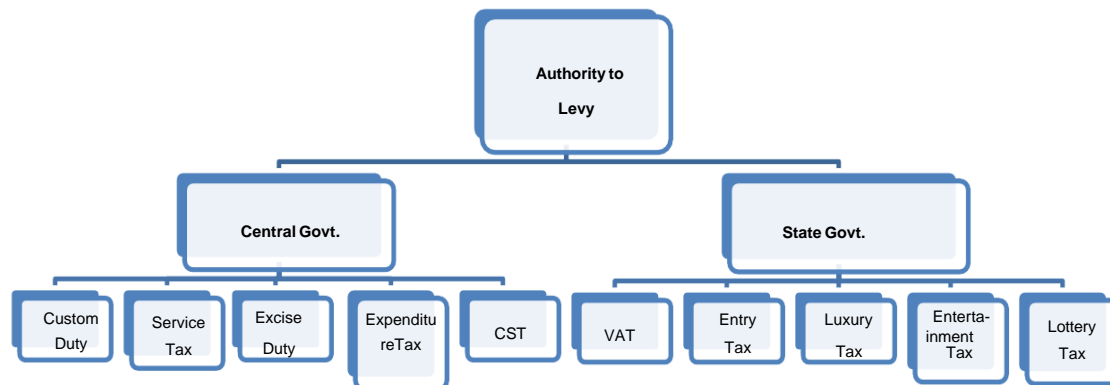 Authority to
Levy
Central Govt.
State Govt.
Custom
Duty
Service
Tax
Excise
Duty
Expenditu
reTax
CST
VAT
Entry
Tax
Luxury
Tax
Enterta-
inment
Tax
Lottery
Tax